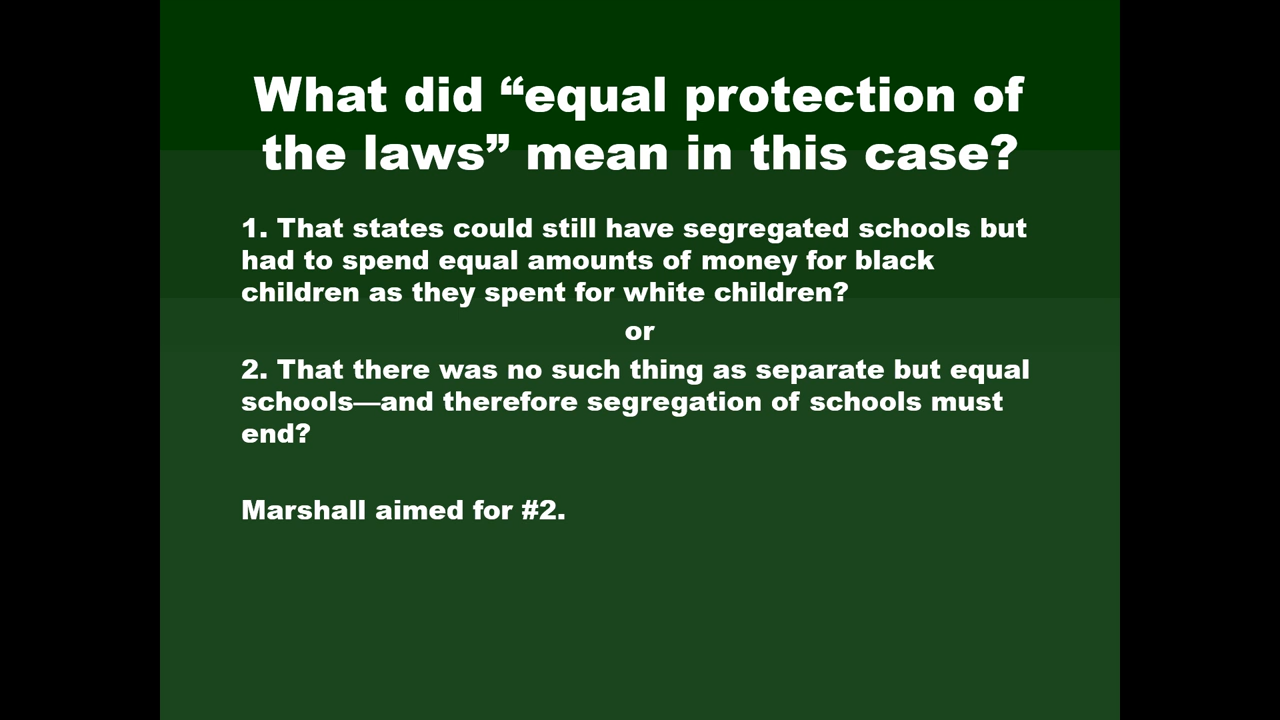 What did “equal protection of
the laws” mean in this case?
1. That states could still have segregated schools but
had to spend equal amounts of money for black
children as they spent for white children?
or
2. That there was no such thing as separate but equal
schools—and therefore segregation of schools must
end?
Marshall aimed for #2.